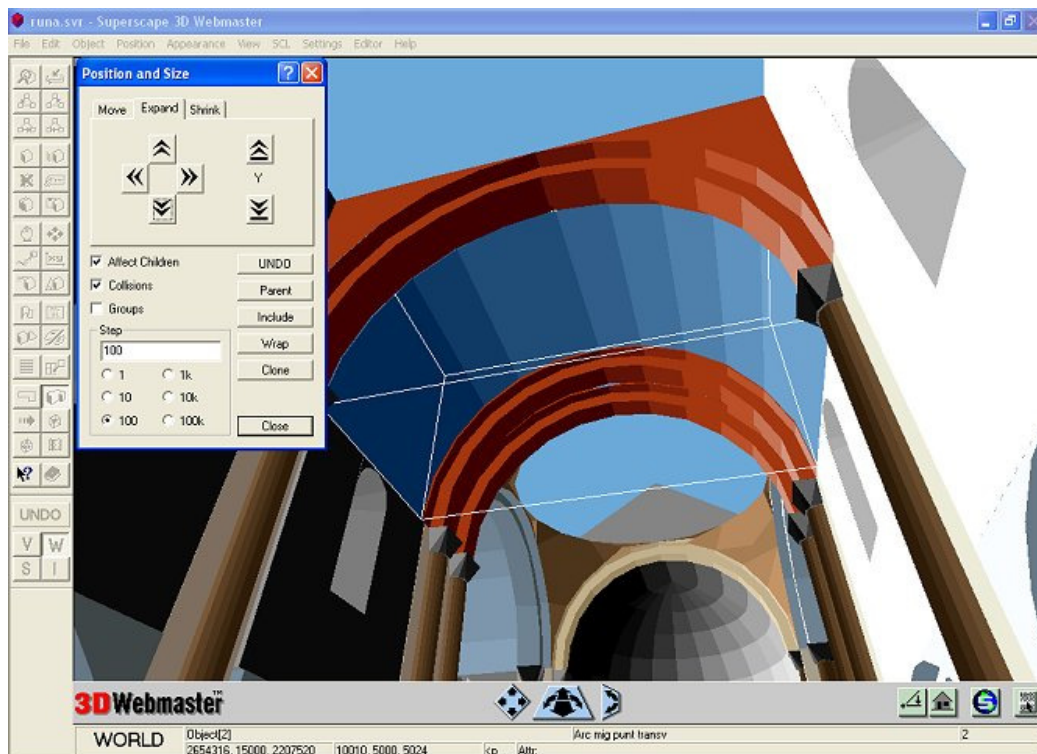 runa.svr - Superscape 3D Webmaster
File Edit Object Position Appearance View SCL Settings Editor Help
Position and Size
Move Expand Shrink
Y
Affect Children
Collisions
Groups
Step
100
1 1k
10 10k
100 100k
UNDO
Parent
Include
Wrap
Clone
Close
UNDO
V W
S I
3DWebmaster™
WORLD
Object[2] Arc mig punt transv 2
2654316, 15000, 2207520 10010, 5000, 5024 <p Attr: